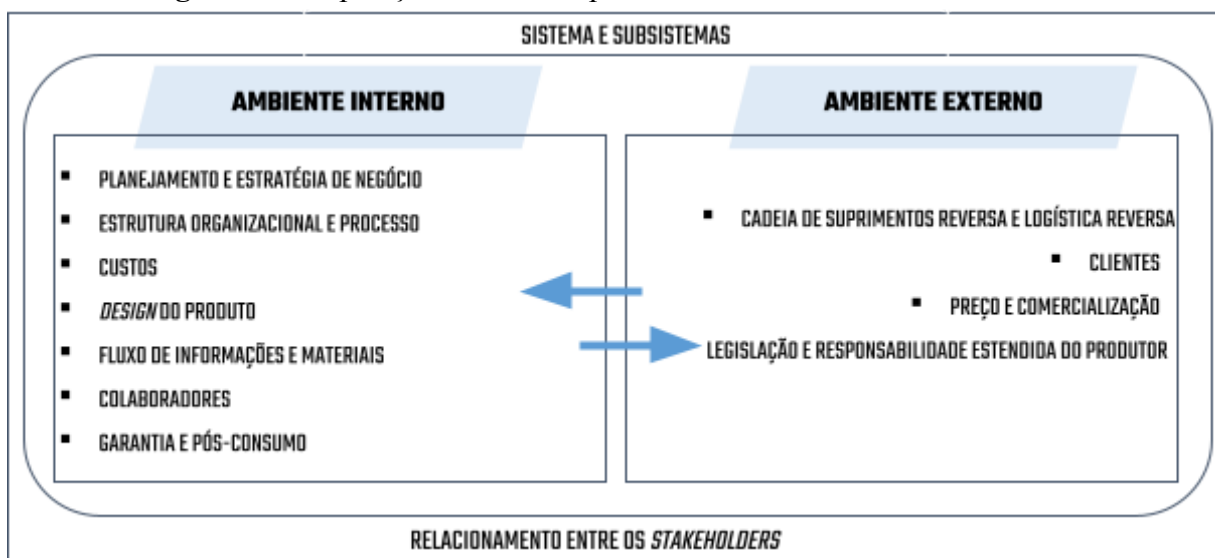 SISTEMA E SUBSISTEMAS
AMBIENTE INTERNO
▪ PLANEJAMENTO E ESTRATÉGIA DE NEGÓCIO
▪ ESTRUTURA ORGANIZACIONAL E PROCESSO
▪ CUSTOS
▪ DESIGN DO PRODUTO
▪ FLUXO DE INFORMAÇÕES E MATERIAIS
▪ COLABORADORES
▪ GARANTIA E PÓS-CONSUMO
AMBIENTE EXTERNO
▪ CADEIA DE SUPRIMENTOS REVERSA E LOGÍSTICA REVERSA
▪ CLIENTES
▪ PREÇO E COMERCIALIZAÇÃO
LEGISLAÇÃO E RESPONSABILIDADE ESTENDIDA DO PRODUTOR
RELACIONAMENTO ENTRE OS STAKEHOLDERS